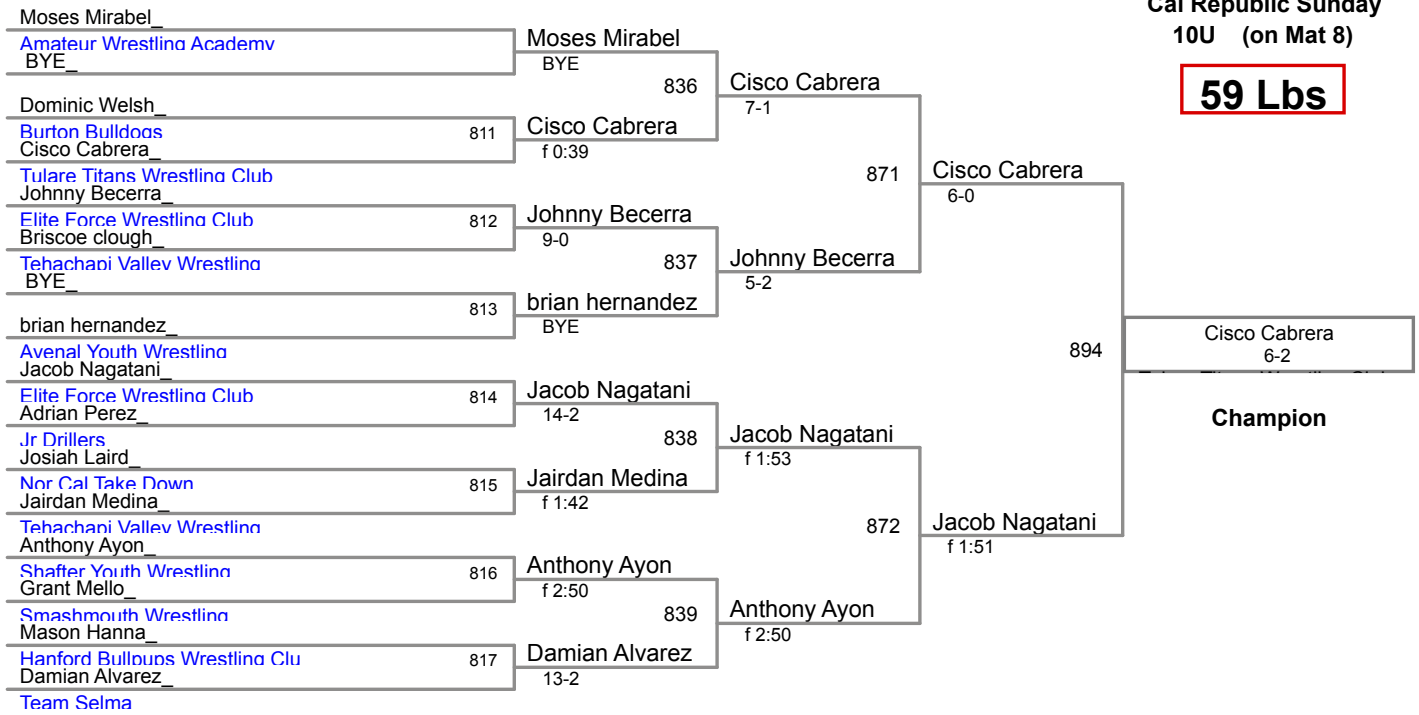 Cal Republic Sunday
10U (on Mat 8)
59 Lbs
Moses Mirabel_
Amateur Wrestling Academy
BYE_
Dominic Welsh_
Burton Bulldogs
Cisco Cabrera_
Tulare Titans Wrestling Club
Johnny Becerra_
Elite Force Wrestling Club
Briscoe clough_
Tehachapi Valley Wrestling
BYE_
brian hernandez_
Avenal Youth Wrestling
Jacob Nagatani_
Elite Force Wrestling Club
Adrian Perez_
Jr Drillers
Josiah Laird_
Nor Cal Take Down
Jairdan Medina_
Tehachapi Valley Wrestling
Anthony Ayon_
Shafter Youth Wrestling
Grant Mello_
Smashmouth Wrestling
Mason Hanna_
Hanford Bullpups Wrestling Clu
Damian Alvarez_
Team Selma
811
812
813
814
815
816
817
Moses Mirabel
BYE
Cisco Cabrera
f 0:39
Johnny Becerra
9-0
brian hernandez
BYE
Jacob Nagatani
14-2
Jairdan Medina
f 1:42
Anthony Ayon
f 2:50
Damian Alvarez
13-2
836
837
838
839
Cisco Cabrera
7-1
Johnny Becerra
5-2
Jacob Nagatani
f 1:53
Anthony Ayon
f 2:50
871
872
Cisco Cabrera
6-0
Jacob Nagatani
f 1:51
894
Cisco Cabrera
6-2
Champion